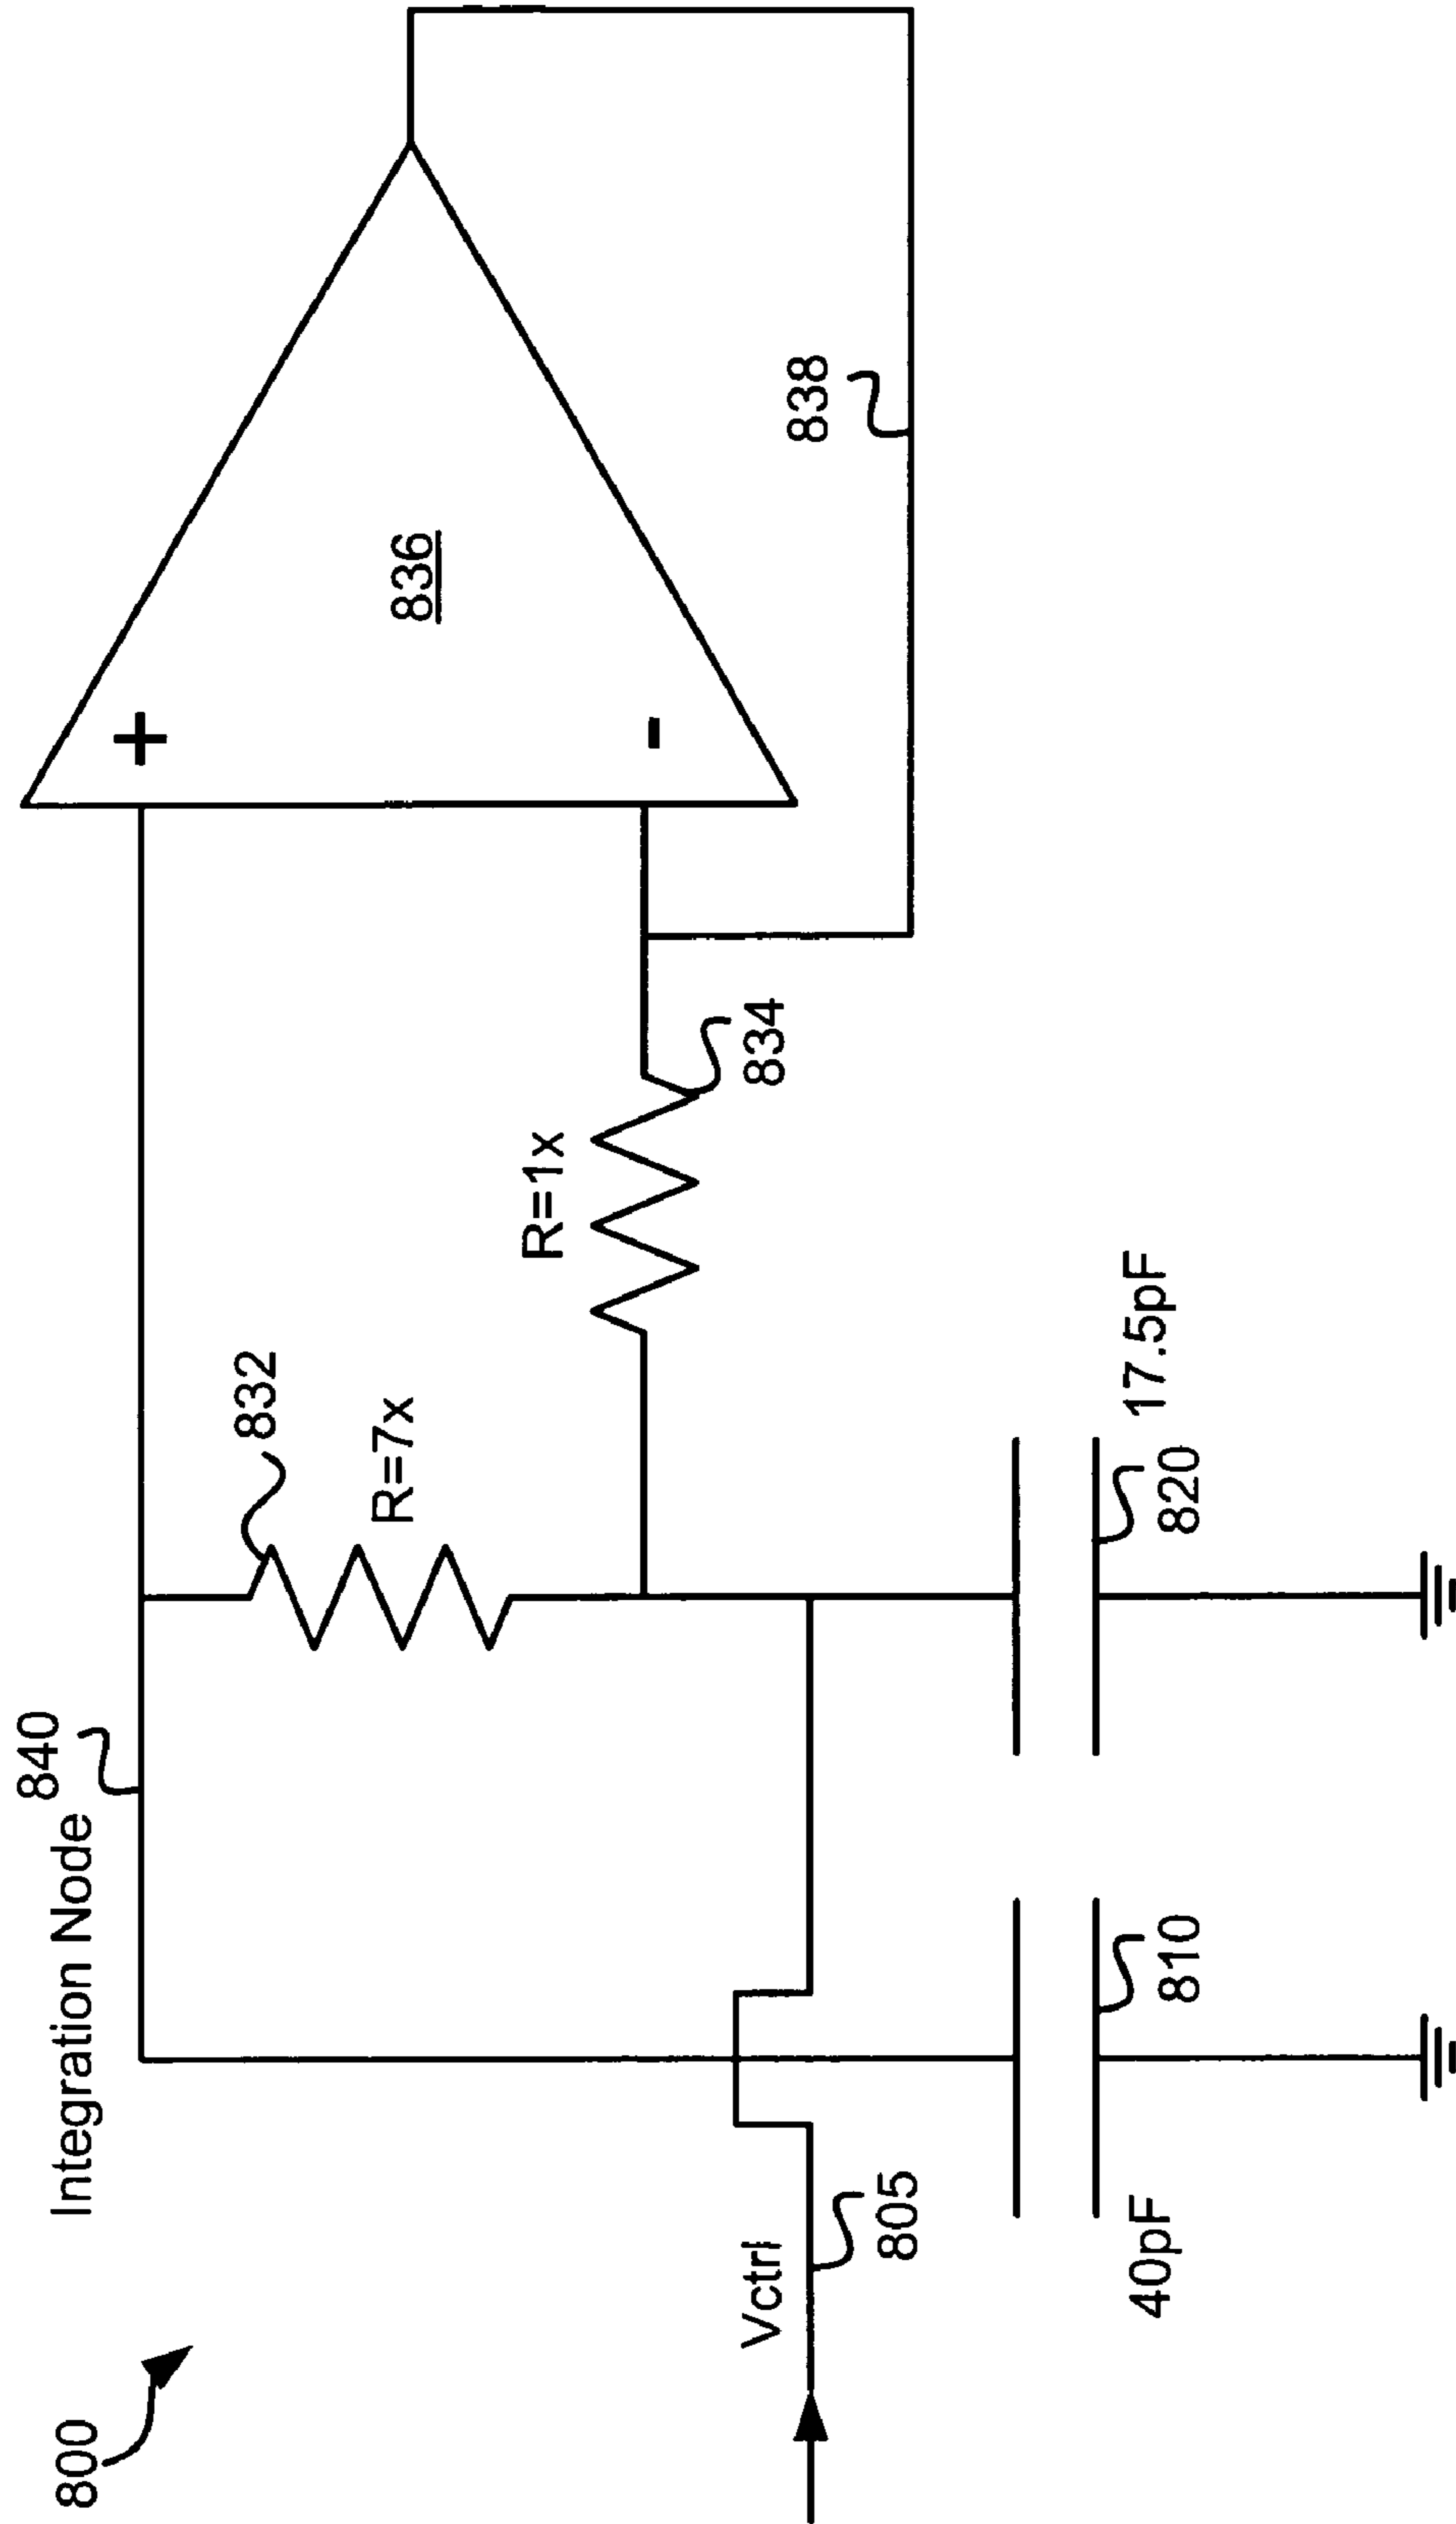 800
Integration Node
840
832
R=7x
R=1x
834
+
-
836
838
Vctrl
805
40pF
810
820
17.5pF